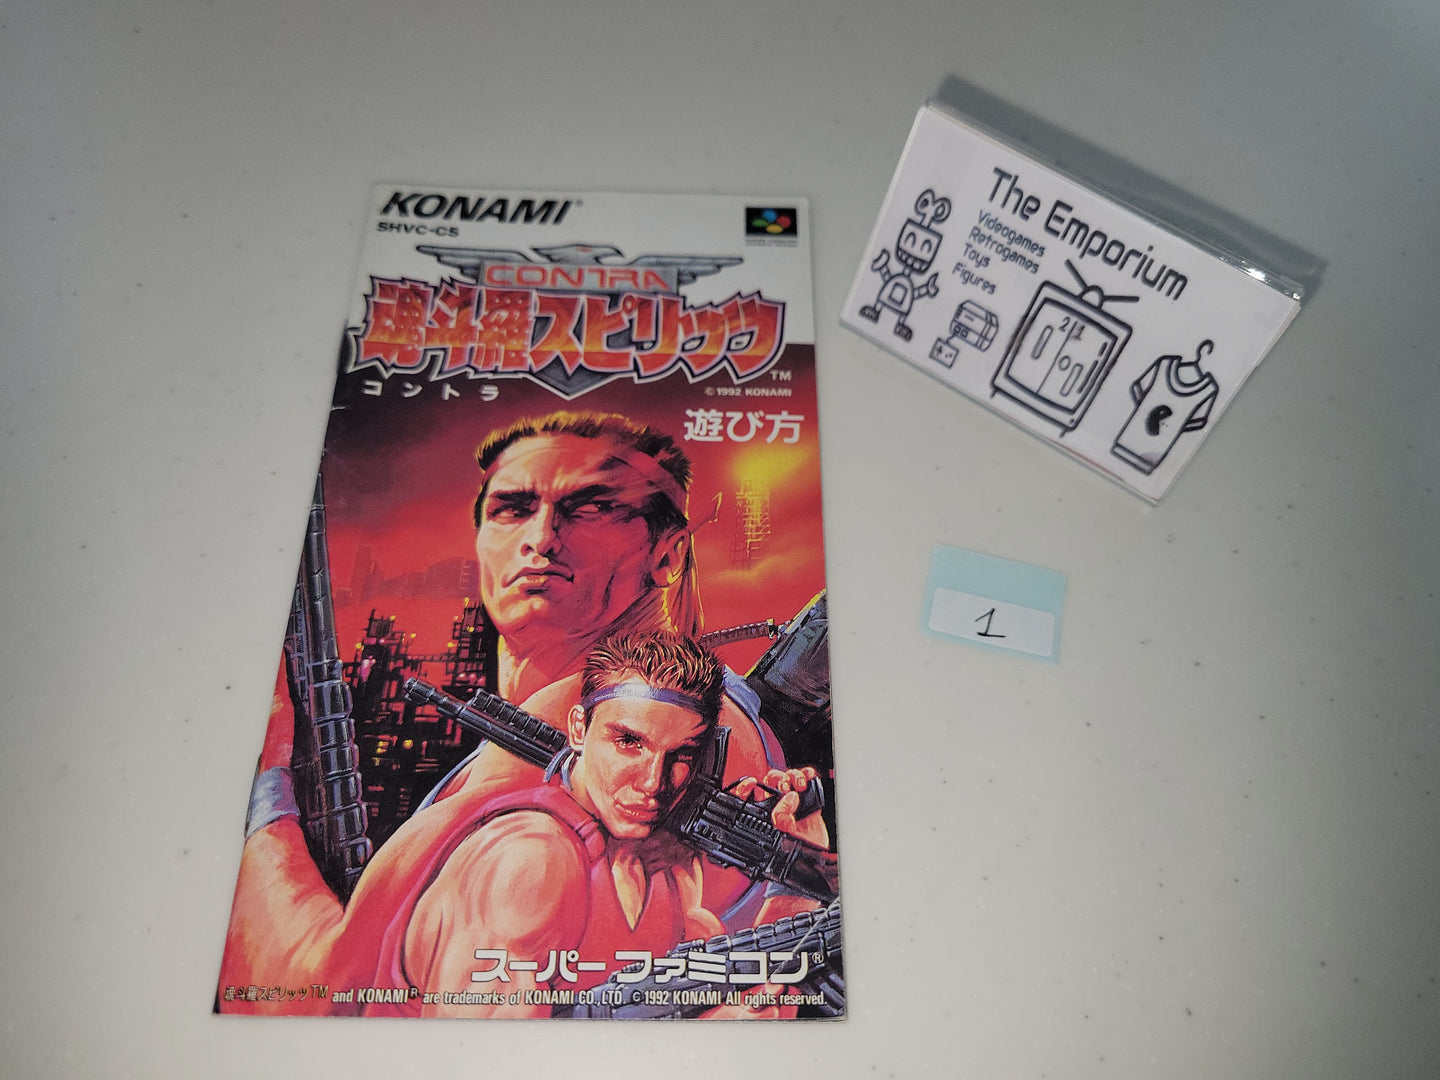 KONAMI®
SHVC-CS
CONTRA
魂斗羅スピリッツ
TM
コントラ
© 1992 KONAMI
遊び方
スーパーファミコン®
魂斗羅スピリッツ™ and KONAMI® are trademarks of KONAMI CO., LTD. © 1992 KONAMI All rights reserved.
The Emporium
Videogames
Retrogames
Toys
Figures
21
1